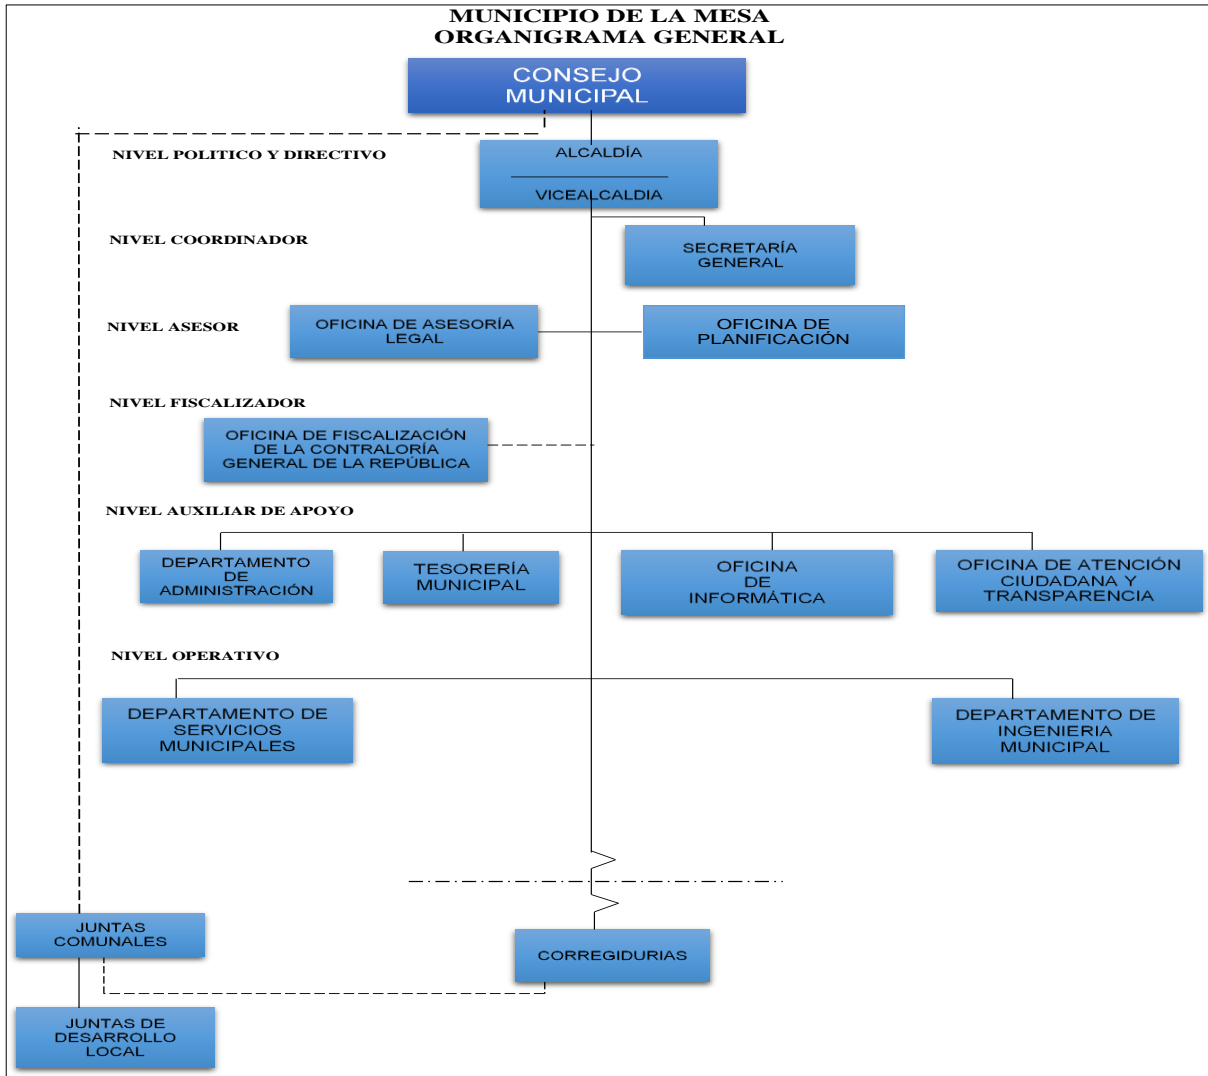 MUNICIPIO DE LA MESA
ORGANIGRAMA GENERAL
CONSEJO
MUNICIPAL
NIVEL POLITICO Y DIRECTIVO
ALCALDÍA
VICEALCALDIA
NIVEL COORDINADOR
SECRETARÍA
GENERAL
NIVEL ASESOR
OFICINA DE ASESORÍA
LEGAL
OFICINA DE
PLANIFICACIÓN
NIVEL FISCALIZADOR
OFICINA DE FISCALIZACIÓN
DE LA CONTRALORÍA
GENERAL DE LA REPÚBLICA
NIVEL AUXILIAR DE APOYO
DEPARTAMENTO
DE
ADMINISTRACIÓN
TESORERÍA
MUNICIPAL
OFICINA
DE
INFORMÁTICA
OFICINA DE ATENCIÓN
CIUDADANA Y
TRANSPARENCIA
NIVEL OPERATIVO
DEPARTAMENTO DE
SERVICIOS
MUNICIPALES
DEPARTAMENTO DE
INGENIERIA
MUNICIPAL
JUNTAS
COMUNALES
CORREGIDURIAS
JUNTAS DE
DESARROLLO
LOCAL